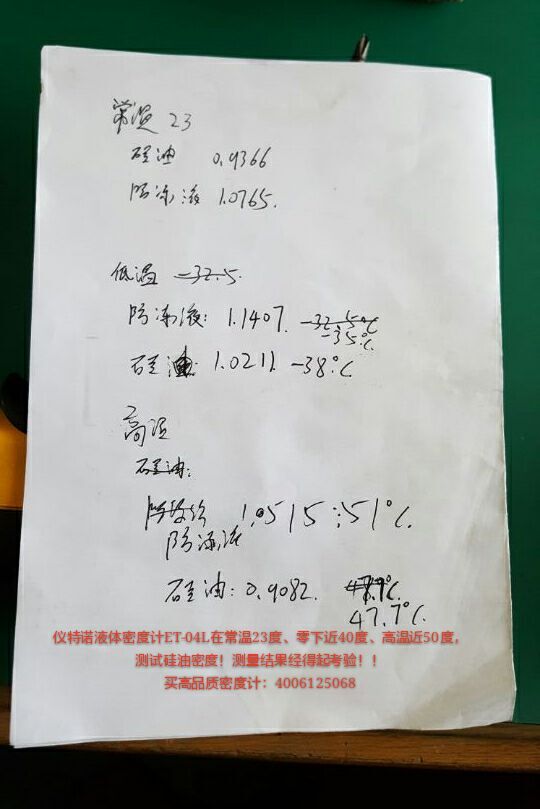 常温 23
硅油 0.9366
防冻液 1.0765.
低温 -32.5.
防冻液: 1.1407. -32.5℃
-35℃.
硅油: 1.0211 -38℃
高温
硅油:
1.0515 :51℃.
防冻液
硅油: 0.9082. 47.7℃.
47.7℃.
仪特诺液体密度计ET-04L在常温23度、零下近40度、高温近50度,
测试硅油密度!测量结果经得起考验!!
买高品质密度计:4006125068